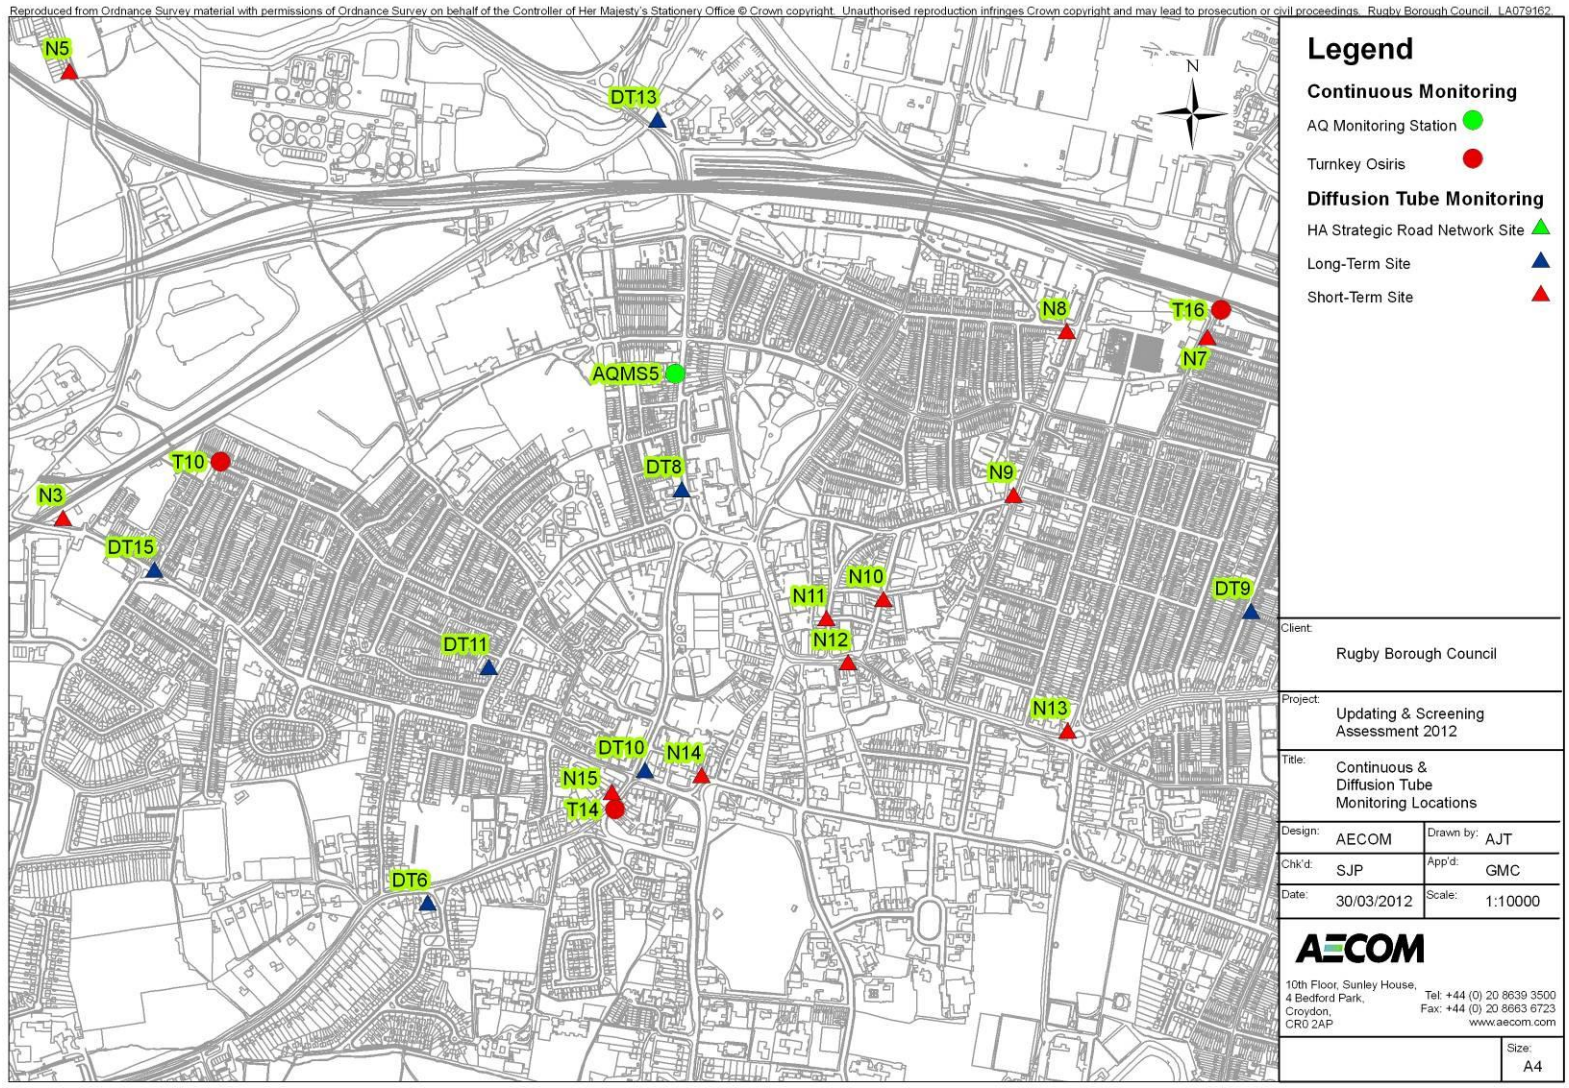 Reproduced from Ordnance Survey material with permissions of Ordnance Survey on behalf of the Controller of Her Majesty's Stationery Office © Crown copyright. Unauthorised reproduction infringes Crown copyright and may lead to prosecution or civil proceedings. Rugby Borough Council. LA079162.
N5
DT13
N
N8
T16
N7
AQMS5
T10
DT8
N9
N3
DT15
N10
N11
DT9
N12
DT11
N13
DT10
N14
N15
T14
DT6
Legend
Continuous Monitoring
AQ Monitoring Station
Turnkey Osiris
Diffusion Tube Monitoring
HA Strategic Road Network Site
Long-Term Site
Short-Term Site
Client:
Rugby Borough Council
Project:
Updating & Screening
Assessment 2012
Title:
Continuous &
Diffusion Tube
Monitoring Locations
Design: AECOM Drawn by: AJT
Chk'd: SJP App'd: GMC
Date: 30/03/2012 Scale: 1:10000
AECOM
10th Floor, Sunley House,
4 Bedford Park,
Croydon,
CR0 2AP
Tel: +44 (0) 20 8639 3500
Fax: +44 (0) 20 8663 6723
www.aecom.com
Size:
A4